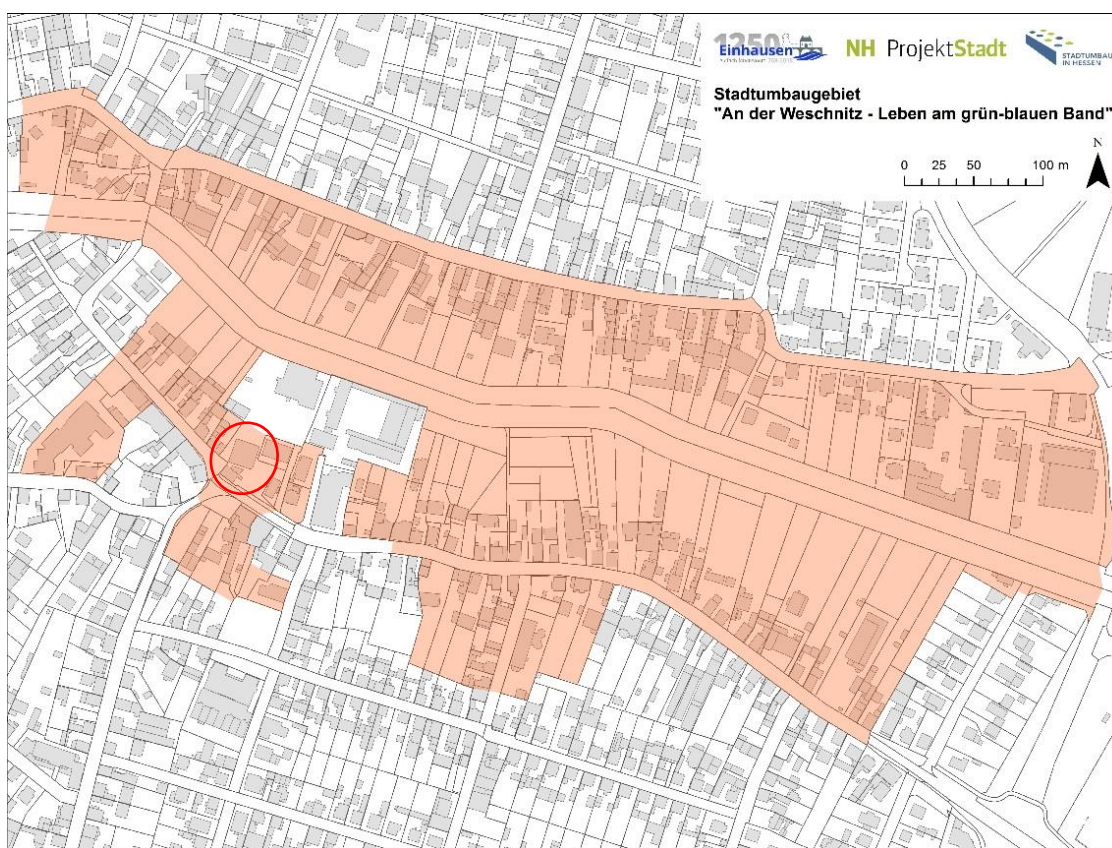 1250
Einhausen
NH ProjektStadt
STADTUMBAU
IN HESSEN
Stadtumbaugebiet
"An der Weschnitz - Leben am grün-blauen Band"
N
0 25 50 100 m